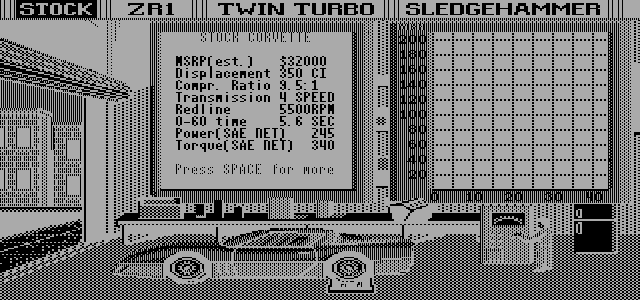 STOCK ZR1 TWIN TURBO SLEDGEHAMMER
STOCK CORVETTE
MSRP(est.) $32000
Displacement 350 CI
Compr. Ratio 9.5:1
Transmission 4 SPEED
Redline 5500RPM
0-60 time 5.6 SEC
Power(SAE NET) 245
Torque(SAE NET) 340
Press SPACE for more
200
180
160
140
120
100
80
60
40
20
0 10 20 30 40